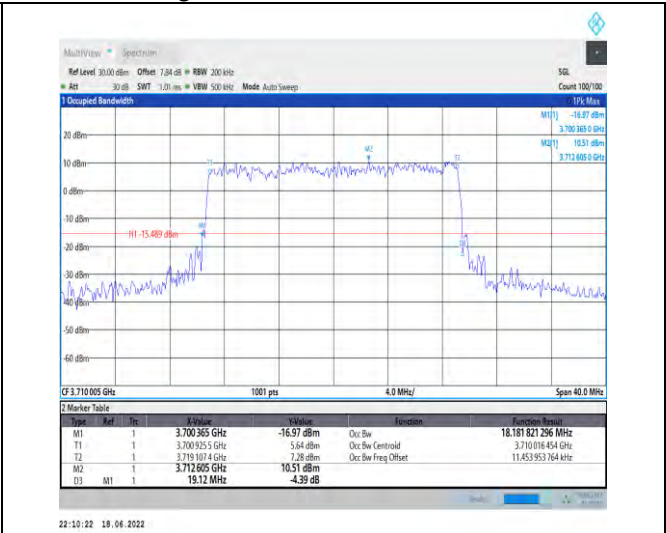 MultiView Spectrum
Ref Level 30.00 dBm Offset 7.84 dB RBW 200 kHz SGL
Att 30 dB SWT 1.01 ms VBW 500 kHz Mode Auto Sweep Count 100/100
1 Occupied Bandwidth 1Pk Max
M1[1] -16.97 dBm
3.700 365 0 GHz
M2[1] 10.51 dBm
3.712 605 0 GHz
20 dBm
M2
10 dBm
T1 T2
0 dBm
-10 dBm
M1
H1 -15.489 dBm
-20 dBm
D3
-30 dBm
-40 dBm
-50 dBm
-60 dBm
CF 3.710 005 GHz 1001 pts 4.0 MHz/ Span 40.0 MHz
2 Marker Table
Type Ref Trc X-Value Y-Value Function Function Result
M1 1 3.700 365 GHz -16.97 dBm Occ Bw 18.181 821 296 MHz
T1 1 3.700 925 5 GHz 5.64 dBm Occ Bw Centroid 3.710 016 454 GHz
T2 1 3.719 107 4 GHz 7.28 dBm Occ Bw Freq Offset 11.453 953 764 kHz
M2 1 3.712 605 GHz 10.51 dBm
D3 M1 1 19.12 MHz -4.39 dB
22:10:22 18.06.2022